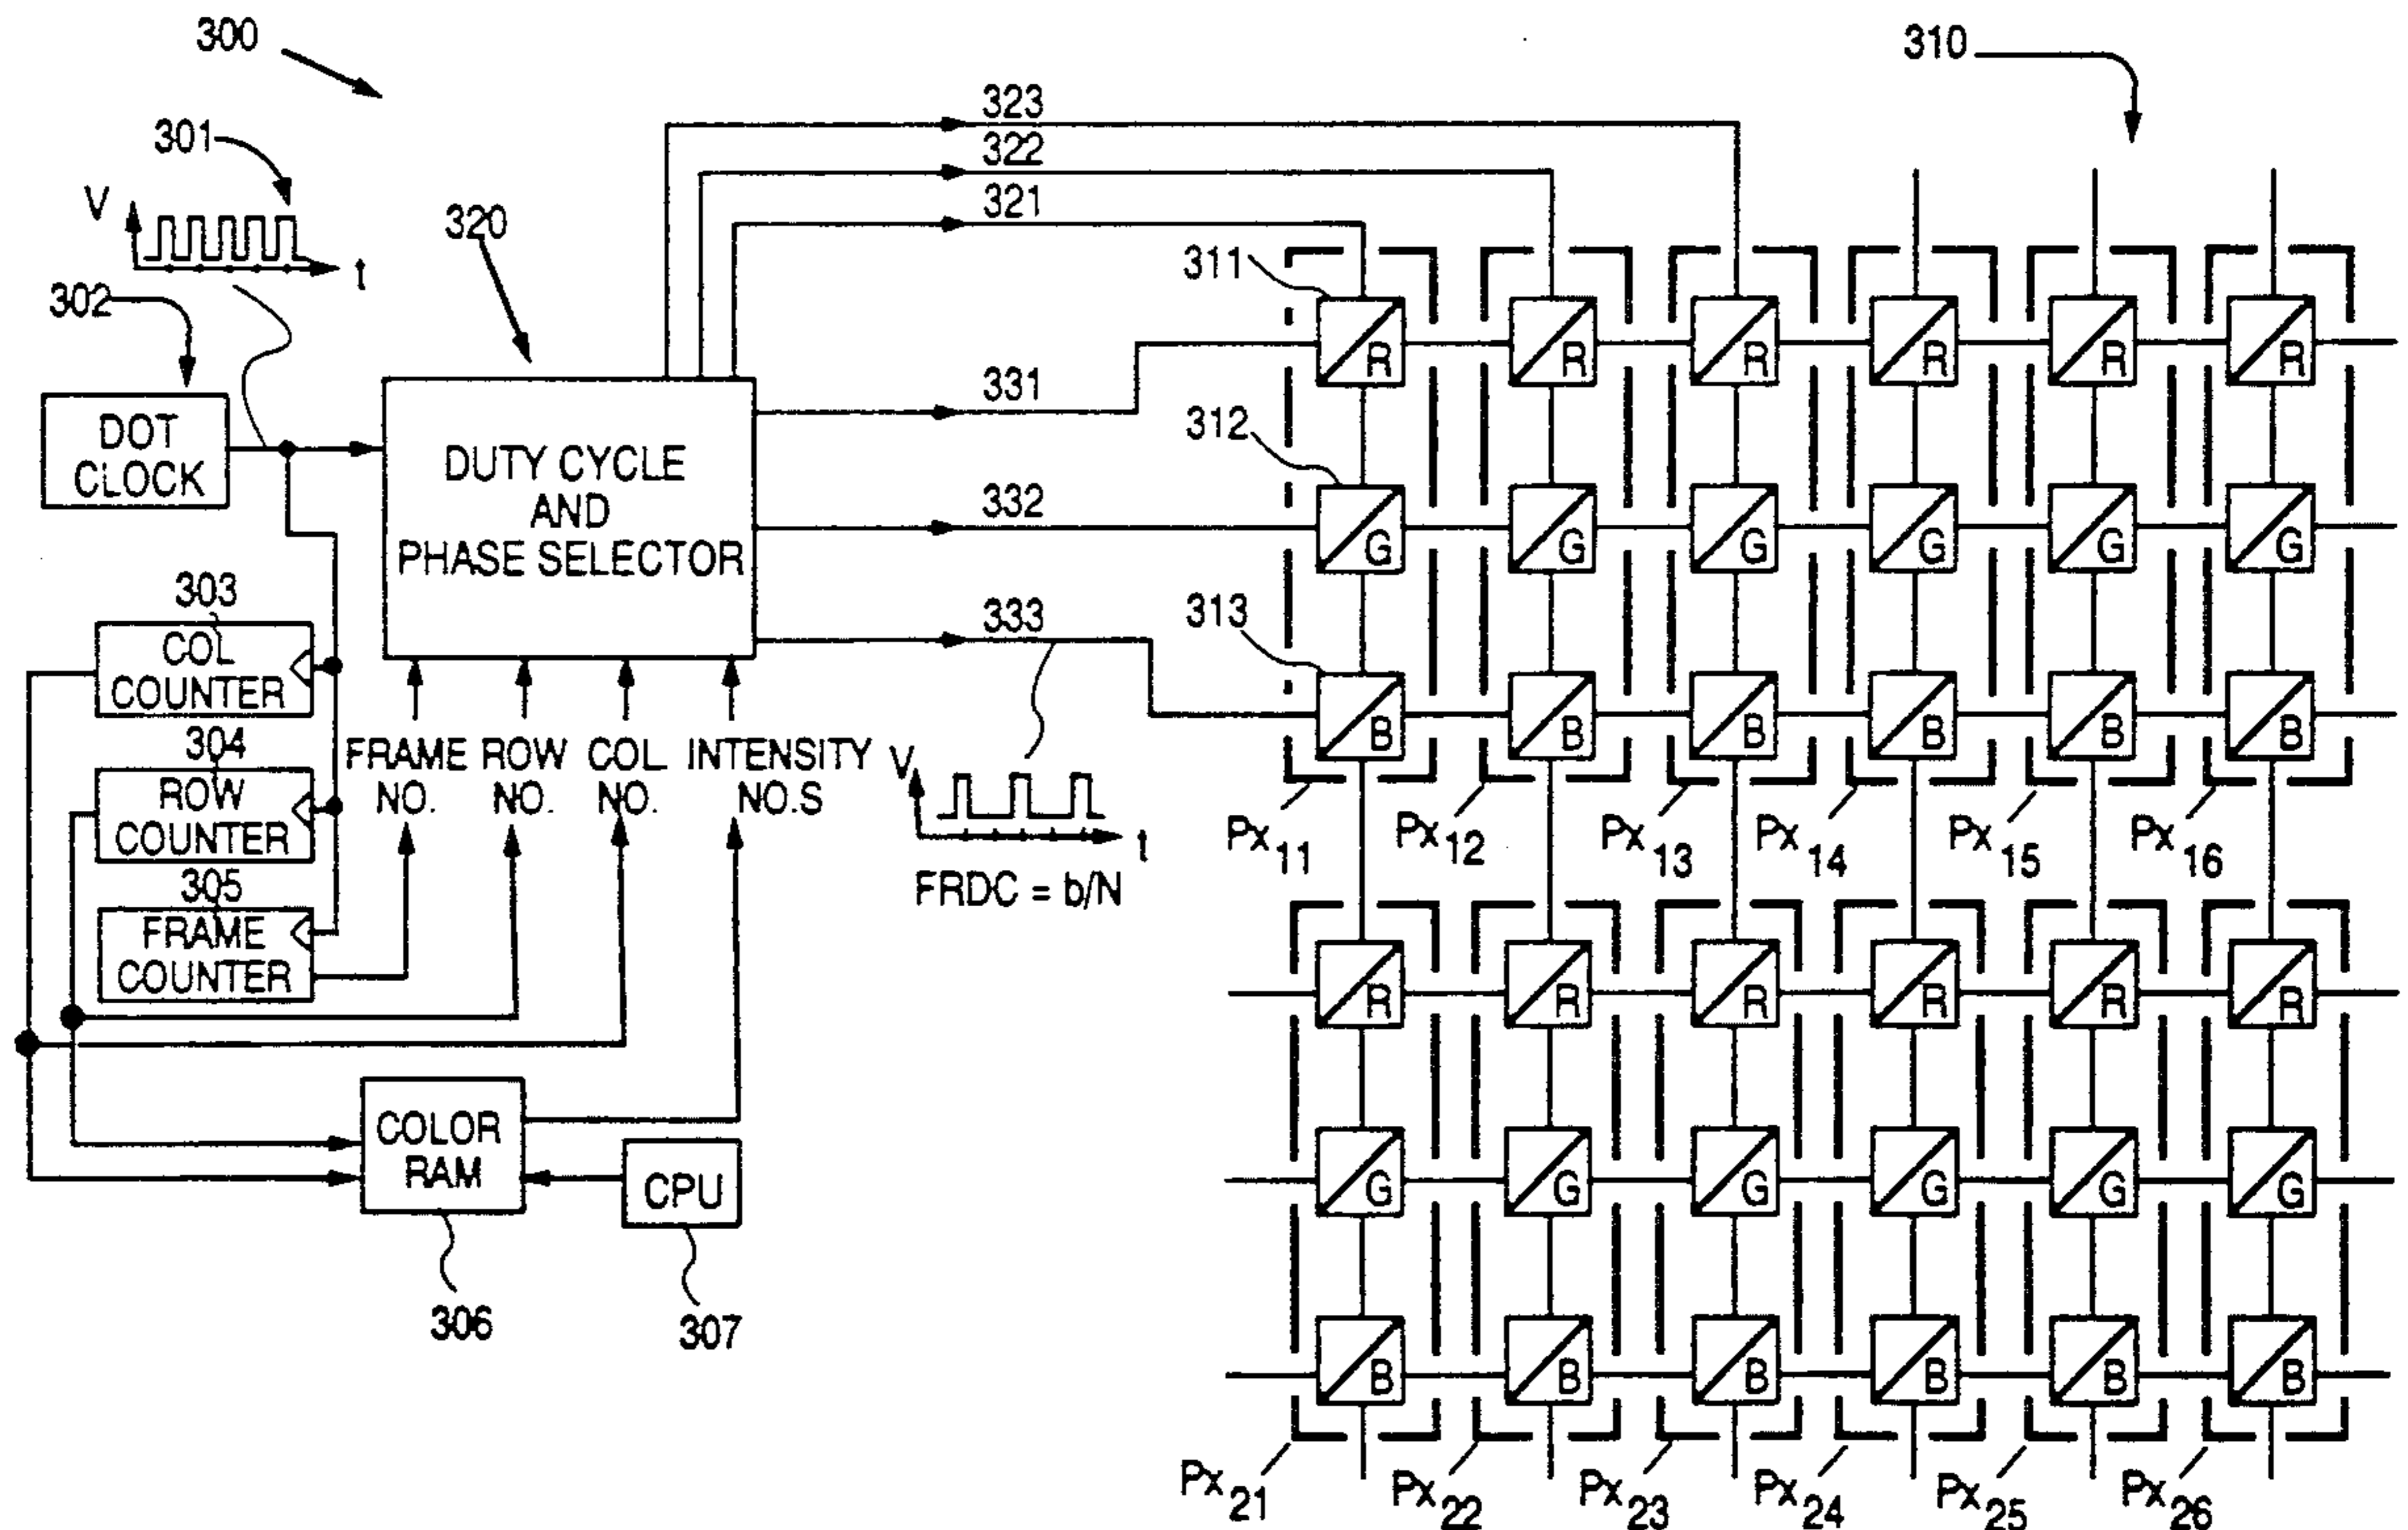 300
310
301
323
322
321
V
t
320
302
311
DOT
CLOCK
331
312
DUTY CYCLE
AND
PHASE SELECTOR
332
303
COL
COUNTER
333
313
304
ROW
COUNTER
FRAME
NO.
ROW
NO.
COL
NO.
INTENSITY
NO.S
V
t
FRDC = b/N
305
FRAME
COUNTER
COLOR
RAM
CPU
306
307
R R R R R R
G G G G G G
B B B B B B
Px11 Px12 Px13 Px14 Px15 Px16
R R R R R R
G G G G G G
B B B B B B
Px21 Px22 Px23 Px24 Px25 Px26